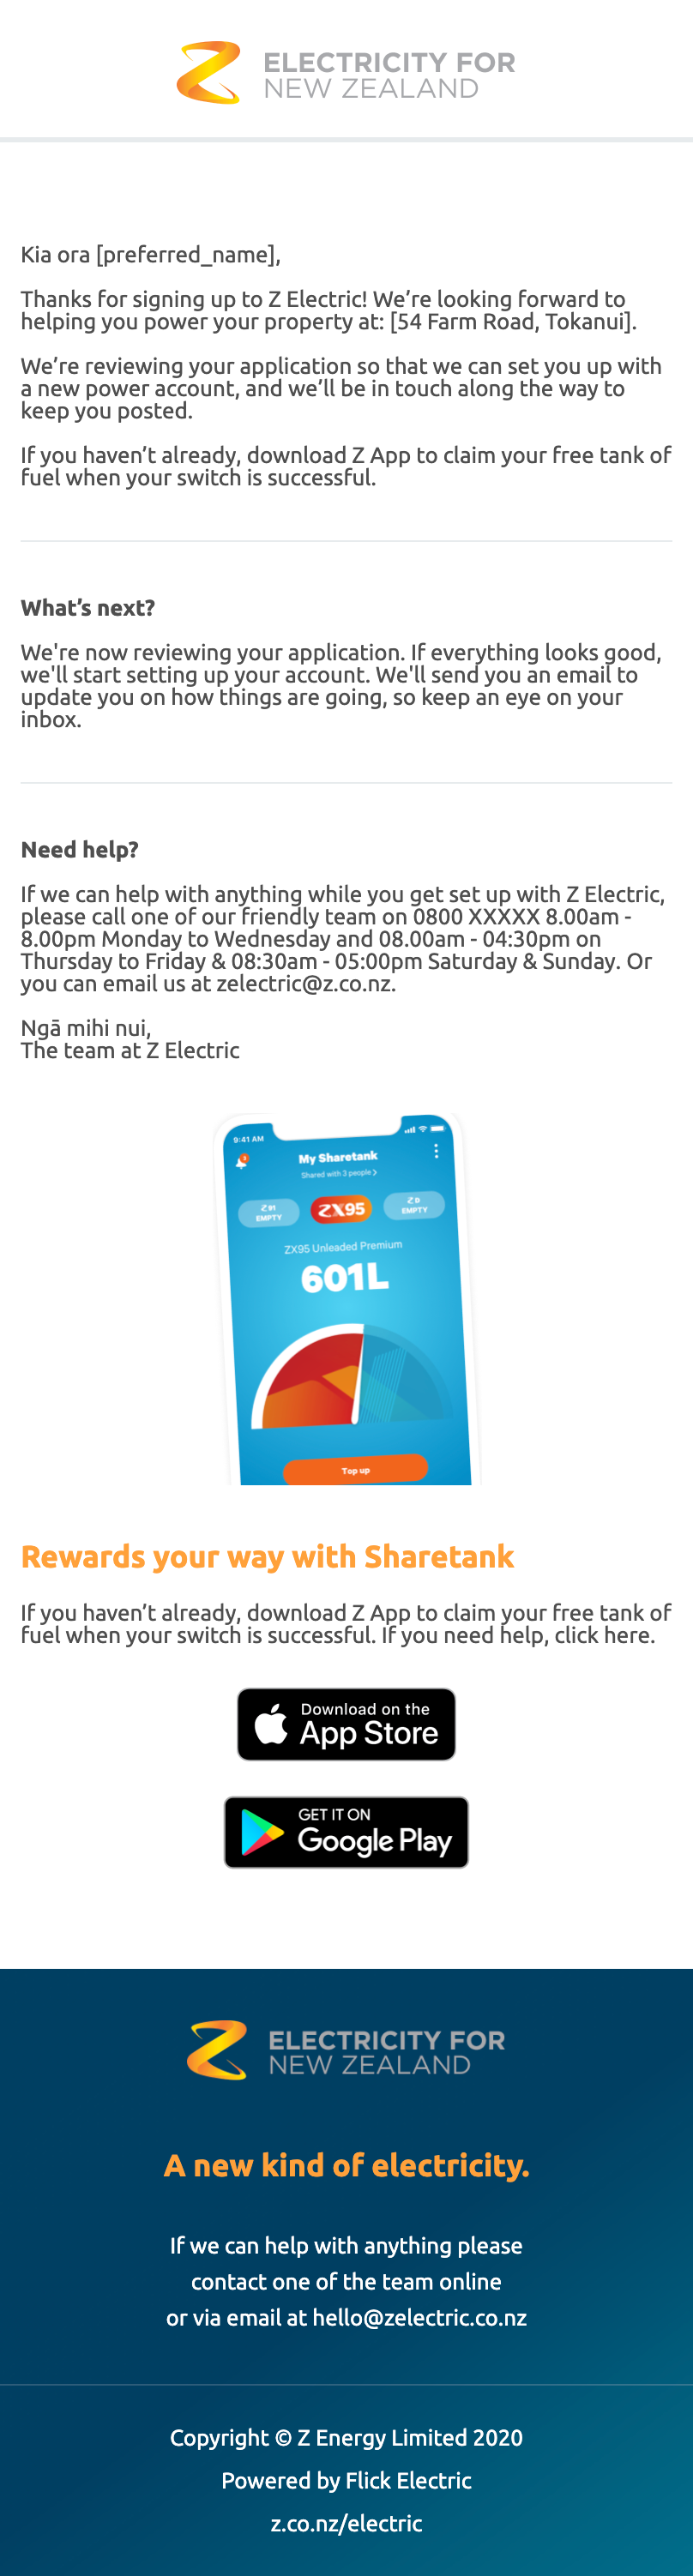 ELECTRICITY FOR
NEW ZEALAND
Kia ora [preferred_name],
Thanks for signing up to Z Electric! We’re looking forward to
helping you power your property at: [54 Farm Road, Tokanui].
We’re reviewing your application so that we can set you up with
a new power account, and we’ll be in touch along the way to
keep you posted.
If you haven’t already, download Z App to claim your free tank of
fuel when your switch is successful.
What’s next?
We're now reviewing your application. If everything looks good,
we'll start setting up your account. We'll send you an email to
update you on how things are going, so keep an eye on your
inbox.
Need help?
If we can help with anything while you get set up with Z Electric,
please call one of our friendly team on 0800 XXXXX 8.00am -
8.00pm Monday to Wednesday and 08.00am - 04:30pm on
Thursday to Friday & 08:30am - 05:00pm Saturday & Sunday. Or
you can email us at zelectric@z.co.nz.
Ngā mihi nui,
The team at Z Electric
9:41 AM
My Sharetank
Shared with 3 people >
Z 91
EMPTY
ZX95
Z D
EMPTY
ZX95 Unleaded Premium
601L
Top up
Rewards your way with Sharetank
If you haven’t already, download Z App to claim your free tank of
fuel when your switch is successful. If you need help, click here.
Download on the
App Store
GET IT ON
Google Play
ELECTRICITY FOR
NEW ZEALAND
A new kind of electricity.
If we can help with anything please
contact one of the team online
or via email at hello@zelectric.co.nz
Copyright © Z Energy Limited 2020
Powered by Flick Electric
z.co.nz/electric